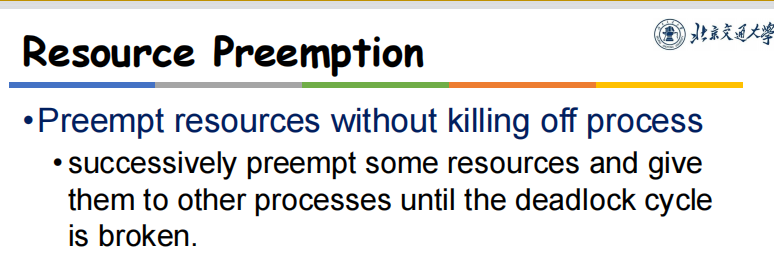 北京交通大学
Resource Preemption
•Preempt resources without killing off process
•successively preempt some resources and give
them to other processes until the deadlock cycle
is broken.